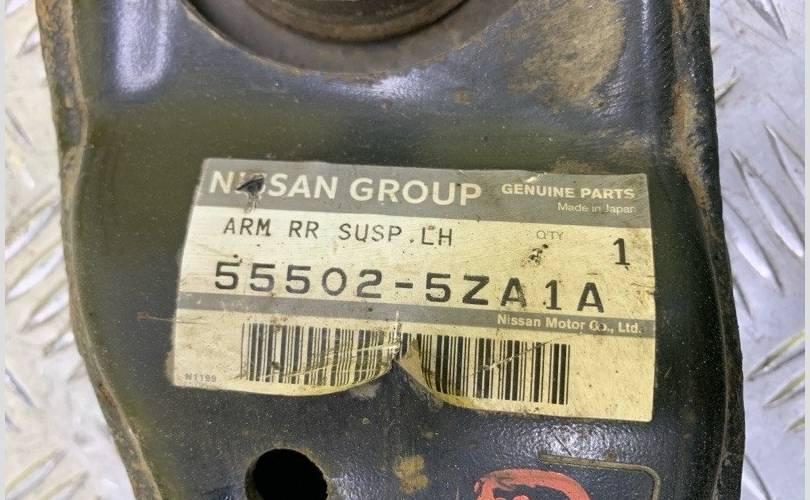 NISSAN GROUP GENUINE PARTS
Made in Japan
ARM RR SUSP,LH QTY 1
55502-5ZA1A
Nissan Motor Co., Ltd.
N1199